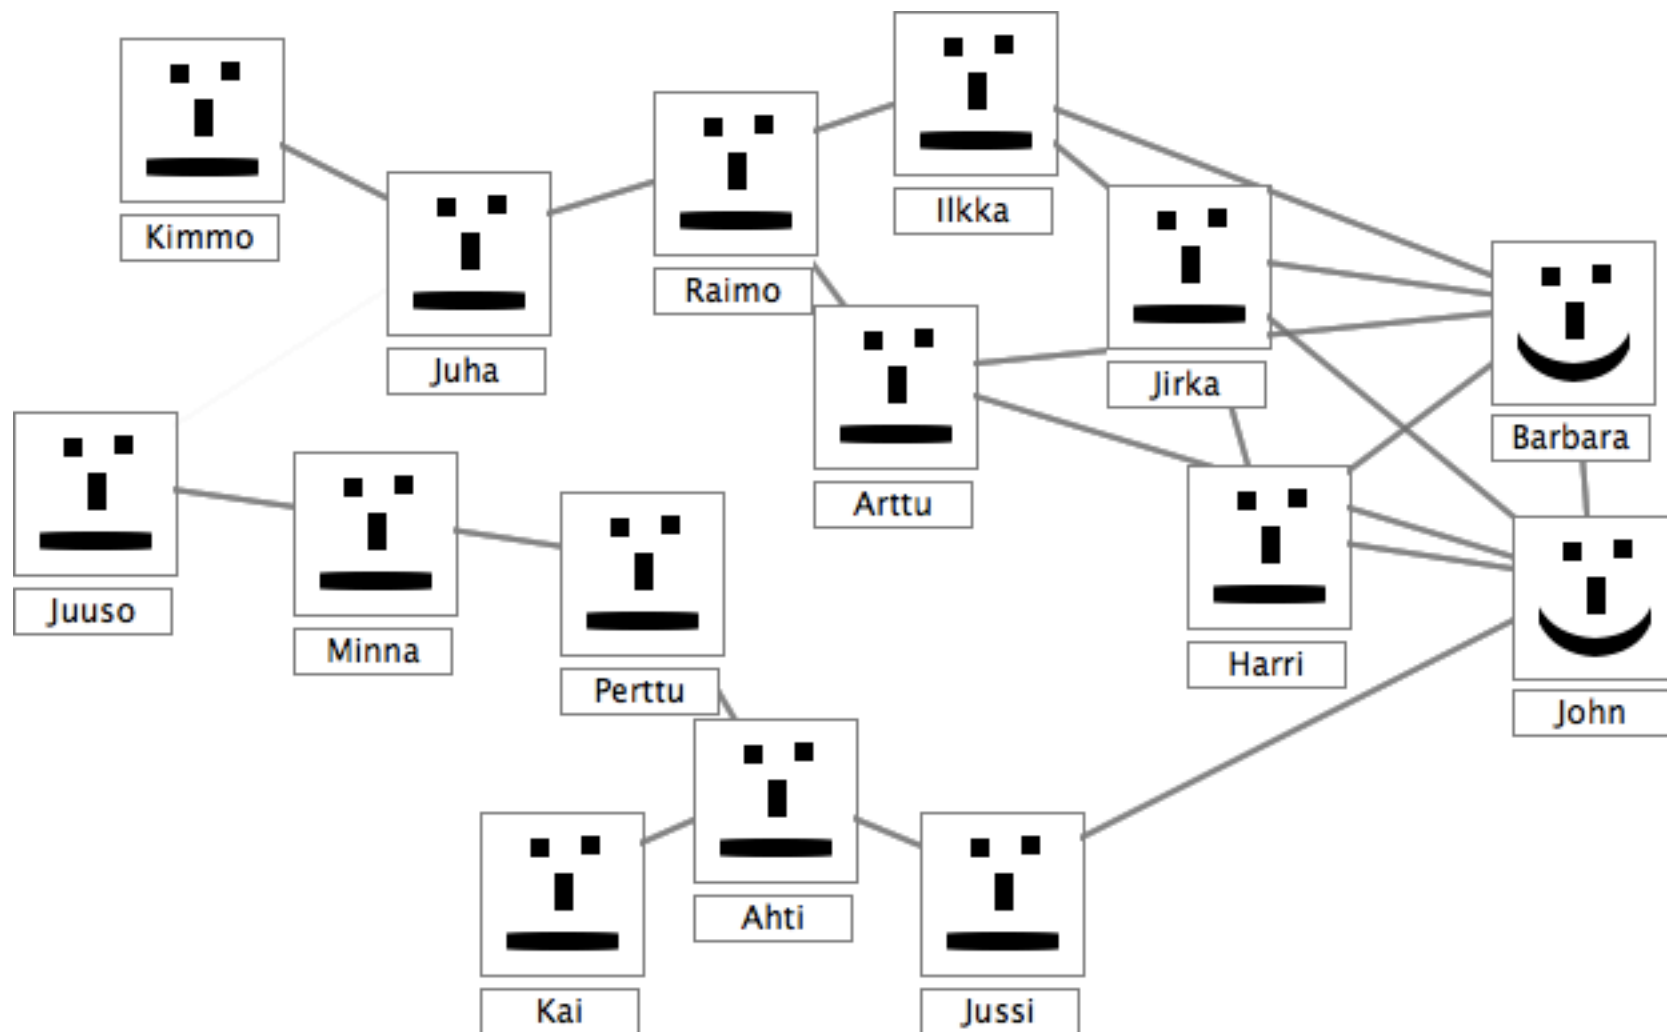 Kimmo
Ilkka
Raimo
Juha
Jirka
Barbara
Arttu
Juuso
Minna
Harri
Perttu
John
Ahti
Kai
Jussi